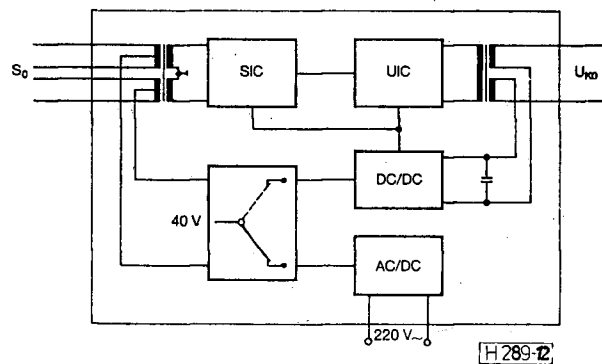 S₀
SIC
UIC
Uₖ₀
40 V
DC/DC
AC/DC
220 V~
H 289-12